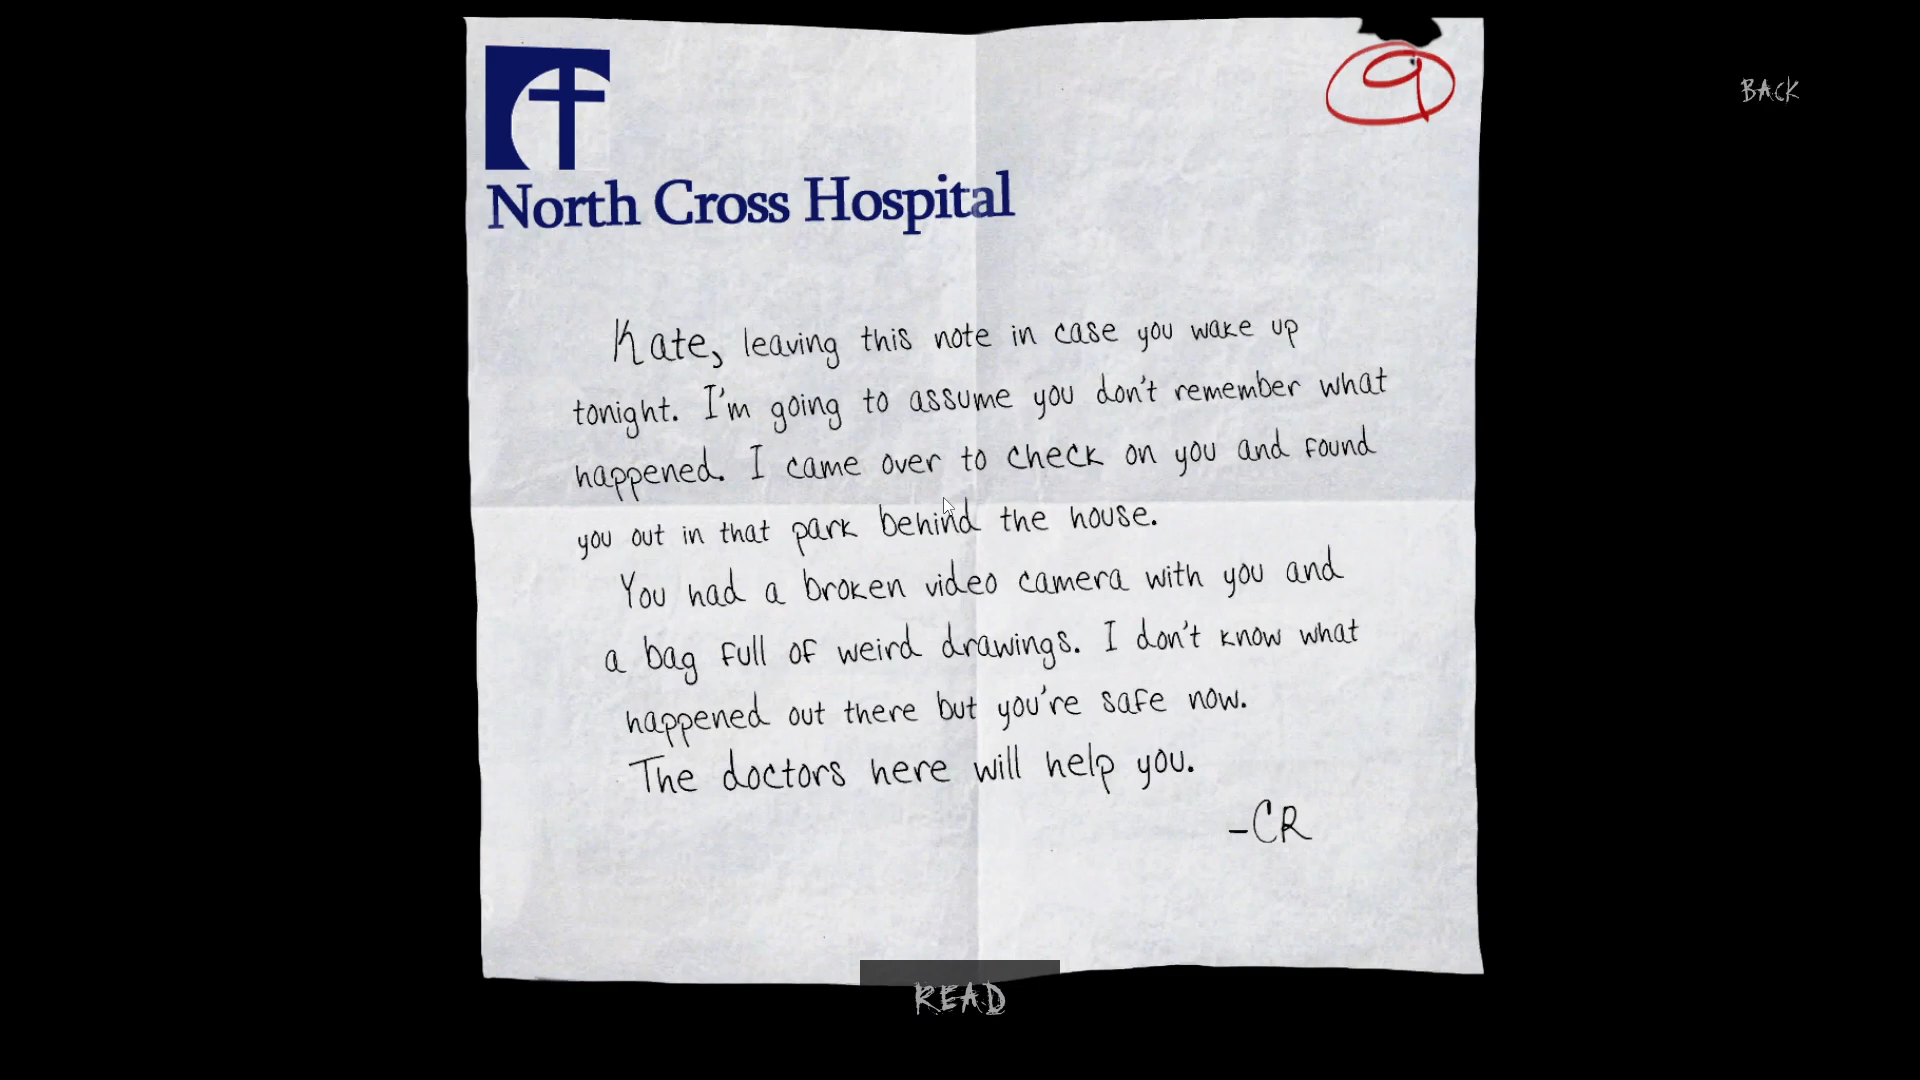 9
BACK
North Cross Hospital
Kate, leaving this note in case you wake up
tonight. I'm going to assume you don't remember what
happened. I came over to check on you and found
you out in that park behind the house.
You had a broken video camera with you and
a bag full of weird drawings. I don't know what
happened out there but you're safe now.
The doctors here will help you.
-CR
READ